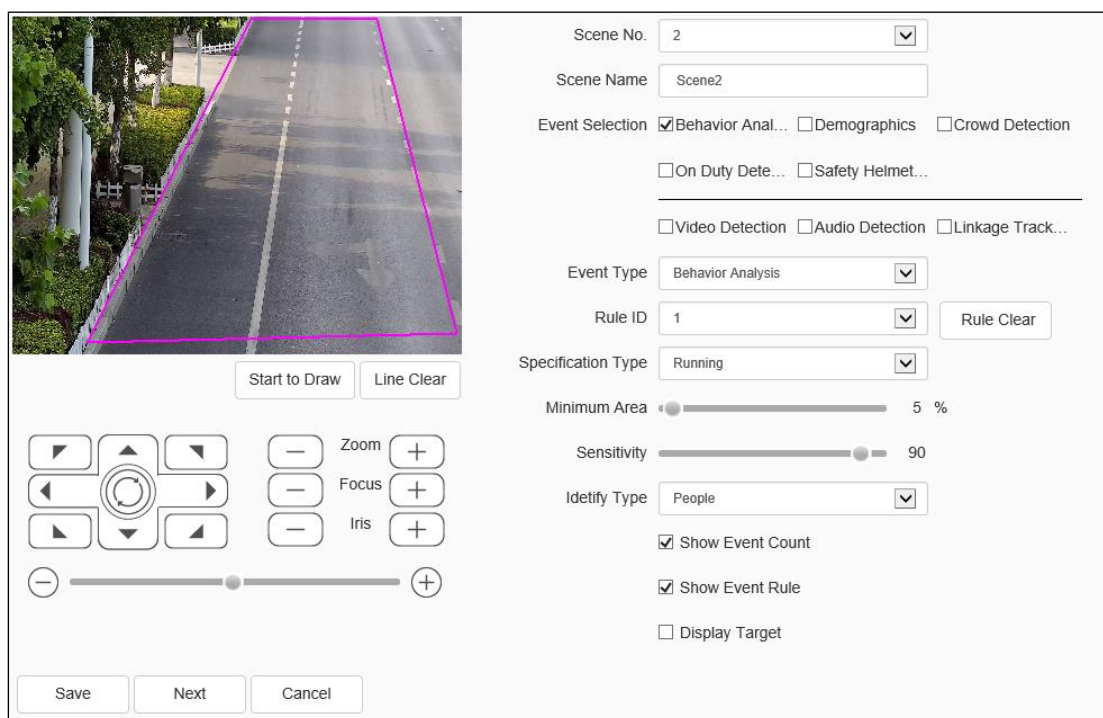 Scene No. 2
Scene Name Scene2
Event Selection Behavior Anal... Demographics Crowd Detection
On Duty Dete... Safety Helmet...
Video Detection Audio Detection Linkage Track...
Event Type Behavior Analysis
Rule ID 1 Rule Clear
Specification Type Running
Minimum Area 5 %
Sensitivity 90
Idetify Type People
Show Event Count
Show Event Rule
Display Target
Start to Draw Line Clear
Zoom
Focus
Iris
Save Next Cancel